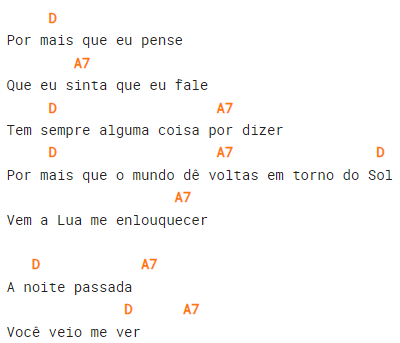 D
Por mais que eu pense
A7
Que eu sinta que eu fale
D A7
Tem sempre alguma coisa por dizer
D A7 D
Por mais que o mundo dê voltas em torno do Sol
A7
Vem a Lua me enlouquecer
D A7
A noite passada
D A7
Você veio me ver